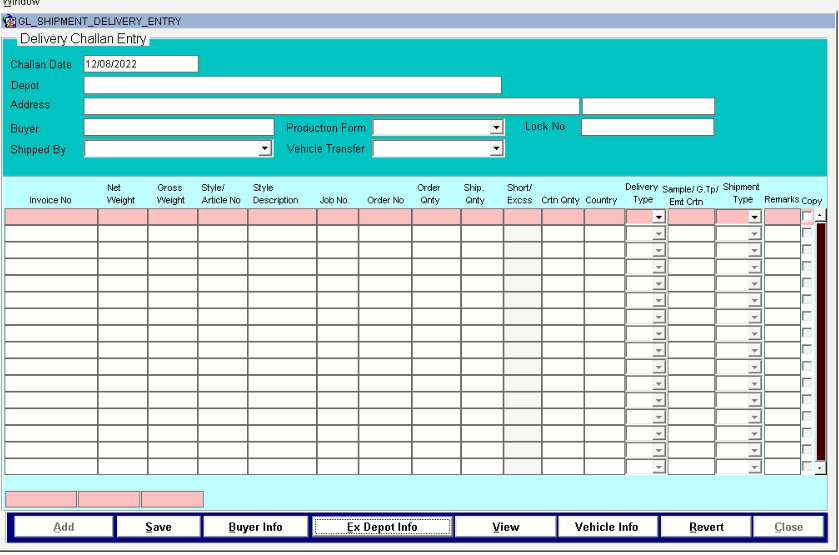 Window
GL_SHIPMENT_DELIVERY_ENTRY
Delivery Challan Entry
Challan Date 12/08/2022
Depot
Address
Buyer Production Form Lock No
Shipped By Vehicle Transfer
Net Gross Style/ Style Order Ship. Short/ Delivery Sample/ G.Tp/ Shipment
Invoice No Weight Weight Article No Description Job No. Order No Qnty Qnty Excss Crtn Qnty Country Type Emt Crtn Type Remarks Copy
Add Save Buyer Info Ex Depot Info View Vehicle Info Revert Close